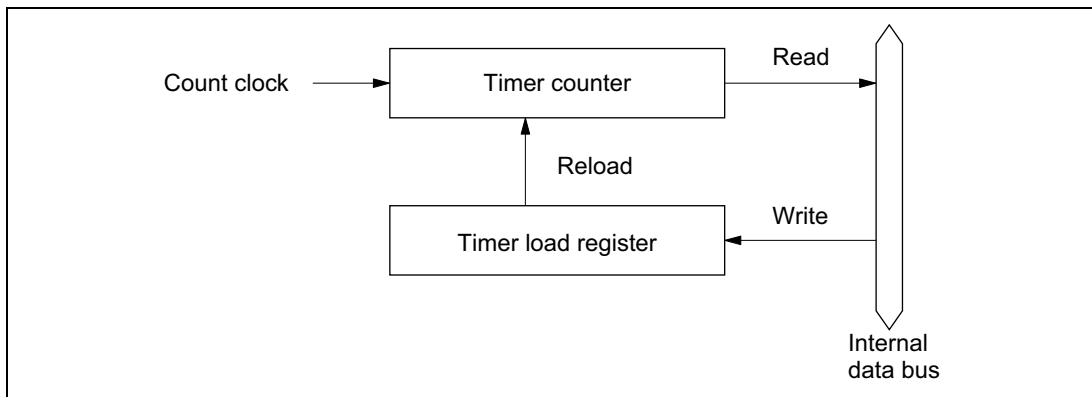 Read
Count clock
Timer counter
Reload
Write
Timer load register
Internal
data bus